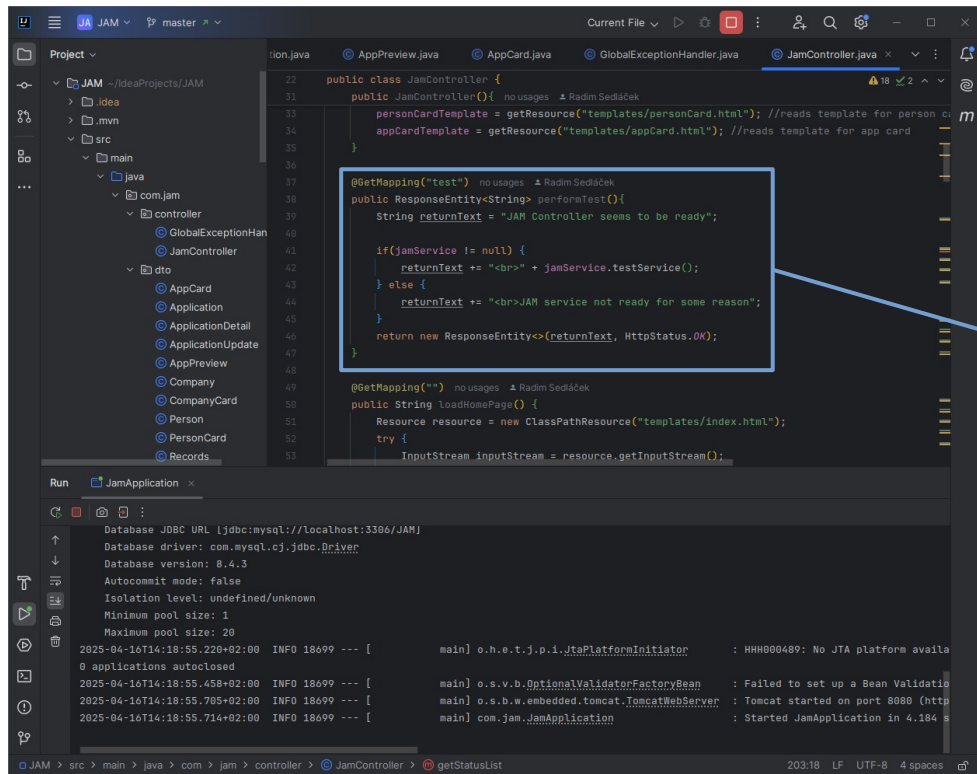 JA JAM master Current File
Project tion.java AppPreview.java AppCard.java GlobalExceptionHandler.java JamController.java
JAM ~/IdeaProjects/JAM
.idea
.mvn
src
main
java
com.jam
controller
GlobalExceptionHan
JamController
dto
AppCard
Application
ApplicationDetail
ApplicationUpdate
AppPreview
Company
CompanyCard
Person
PersonCard
Records
22 public class JamController { 18 2
31 public JamController(){ no usages Radim Sedláček
33 personCardTemplate = getResource("templates/personCard.html"); //reads template for person ca
34 appCardTemplate = getResource("templates/appCard.html"); //reads template for app card
35 }
36
37 @GetMapping("test") no usages Radim Sedláček
38 public ResponseEntity<String> performTest(){
39 String returnText = "JAM Controller seems to be ready";
40
41 if(jamService != null) {
42 returnText += "<br>" + jamService.testService();
43 } else {
44 returnText += "<br>JAM service not ready for some reason";
45 }
46 return new ResponseEntity<>(returnText, HttpStatus.OK);
47 }
48
49 @GetMapping("") no usages Radim Sedláček
50 public String loadHomePage() {
51 Resource resource = new ClassPathResource("templates/index.html");
52 try {
53 InputStream inputStream = resource.getInputStream();
Run JamApplication
Database JDBC URL [jdbc:mysql://localhost:3306/JAM]
Database driver: com.mysql.cj.jdbc.Driver
Database version: 8.4.3
Autocommit mode: false
Isolation level: undefined/unknown
Minimum pool size: 1
Maximum pool size: 20
2025-04-16T14:18:55.220+02:00 INFO 18699 --- [ main] o.h.e.t.j.p.i.JtaPlatformInitiator : HHH000489: No JTA platform availa
0 applications autoclosed
2025-04-16T14:18:55.458+02:00 INFO 18699 --- [ main] o.s.v.b.OptionalValidatorFactoryBean : Failed to set up a Bean Validatio
2025-04-16T14:18:55.705+02:00 INFO 18699 --- [ main] o.s.b.w.embedded.tomcat.TomcatWebServer : Tomcat started on port 8080 (http
2025-04-16T14:18:55.714+02:00 INFO 18699 --- [ main] com.jam.JamApplication : Started JamApplication in 4.184 s
JAM > src > main > java > com > jam > controller > JamController > getStatusList 203:18 LF UTF-8 4 spaces